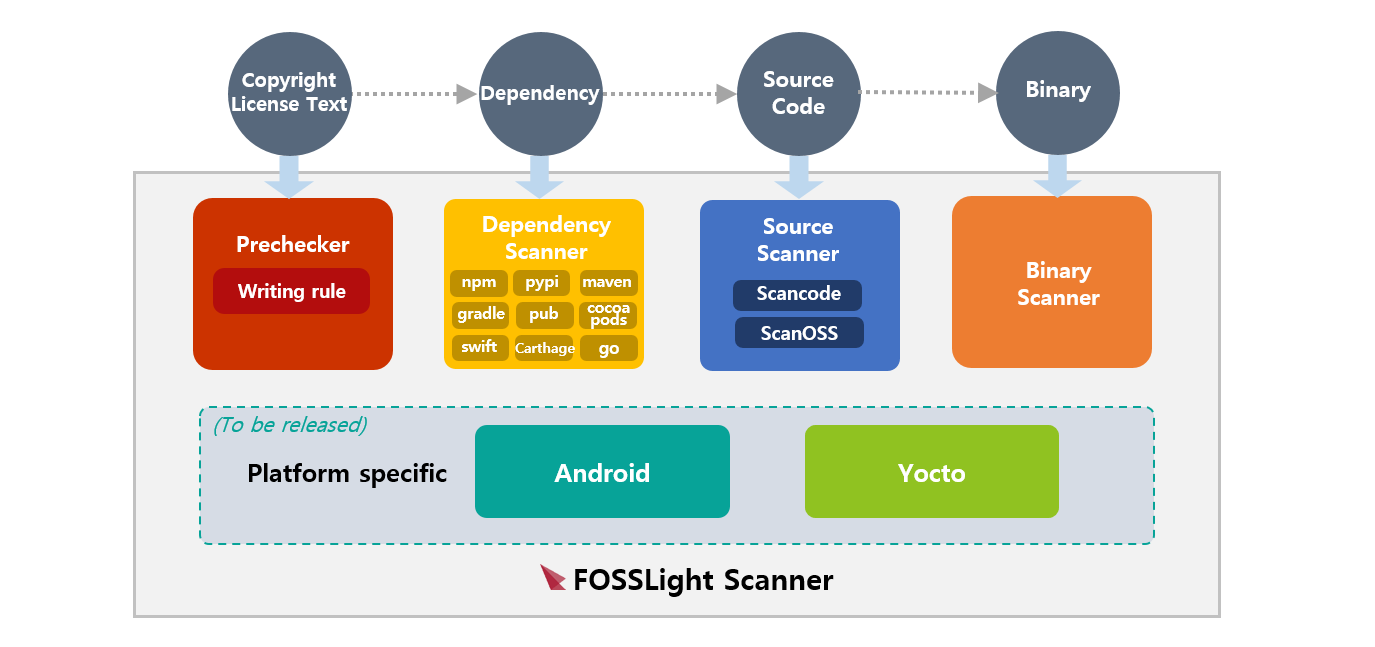 Copyright
License Text
Dependency
Source
Code
Binary
Prechecker
Writing rule
Dependency
Scanner
npm
pypi
maven
gradle
pub
cocoa
pods
swift
Carthage
go
Source
Scanner
Scancode
ScanOSS
Binary
Scanner
(To be released)
Platform specific
Android
Yocto
FOSSLight Scanner